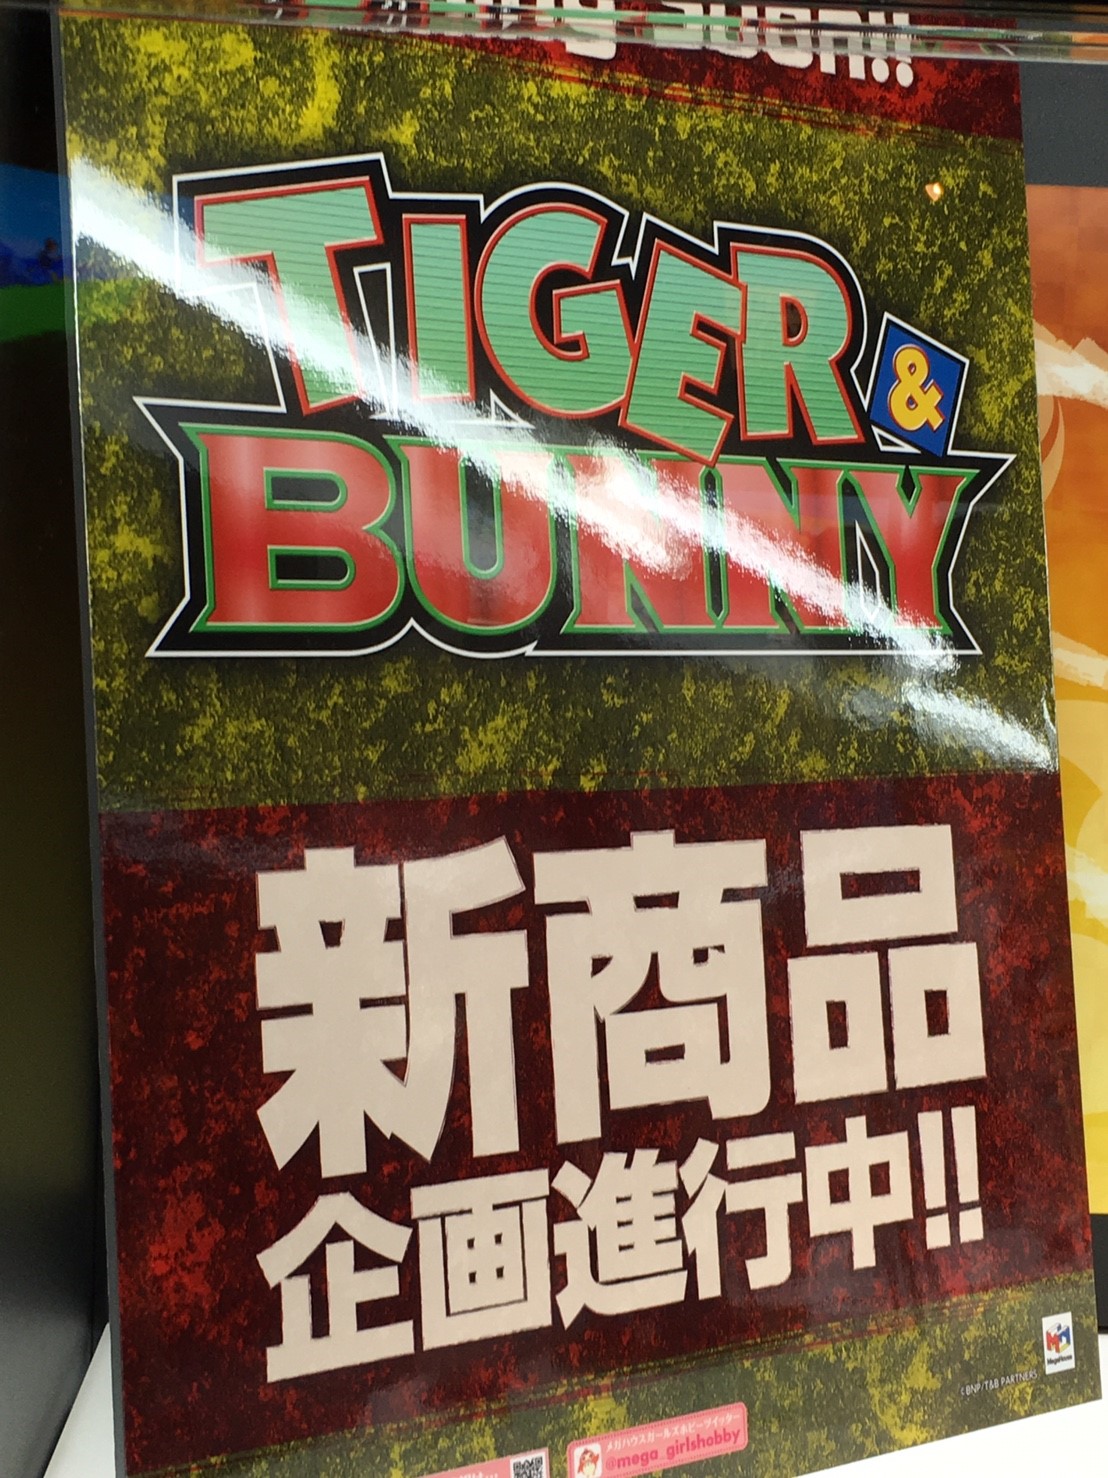 TIGER
&
BUNNY
新商品
企画進行中!!
MegaHouse
©BNP/T&B PARTNERS
メガハウスガールズホビーツイッター
@mega_girlshobby